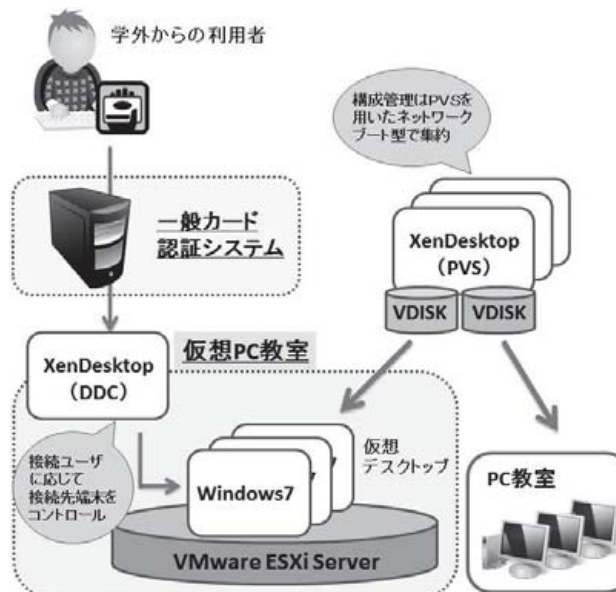 学外からの利用者
構成管理はPVSを
用いたネットワーク
ブート型で集約
一般カード
認証システム
XenDesktop
(PVS)
VDISK
VDISK
仮想PC教室
XenDesktop
(DDC)
接続ユーザ
に応じて
接続先端末を
コントロール
仮想
デスクトップ
Windows7
7
PC教室
VMware ESXi Server